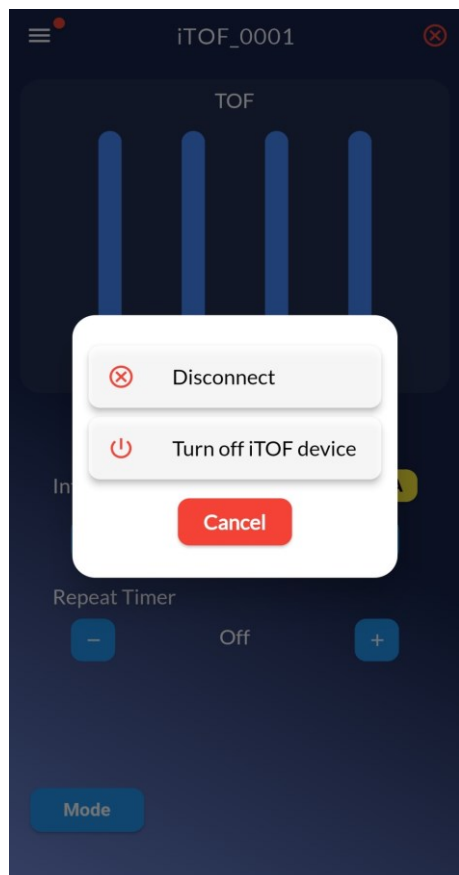 iTOF_0001
TOF
Disconnect
Turn off iTOF device
Cancel
Repeat Timer
− Off +
Mode